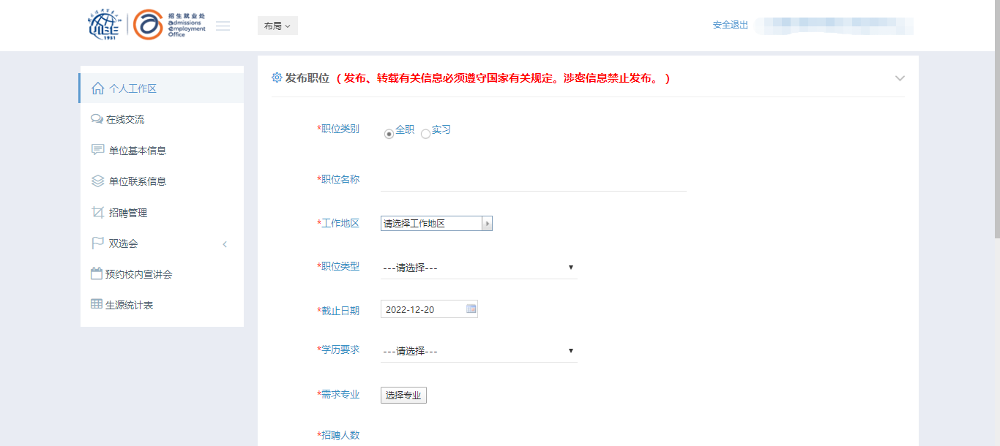 UIBE
1951
招生就业处
admissions
employment
Office
布局
安全退出
个人工作区
在线交流
单位基本信息
单位联系信息
招聘管理
双选会
预约校内宣讲会
生源统计表
发布职位 （ 发布、转载有关信息必须遵守国家有关规定。涉密信息禁止发布。 ）
*职位类别 全职 实习
*职位名称
*工作地区 请选择工作地区
*职位类型 ---请选择---
*截止日期 2022-12-20
*学历要求 ---请选择---
*需求专业 选择专业
*招聘人数